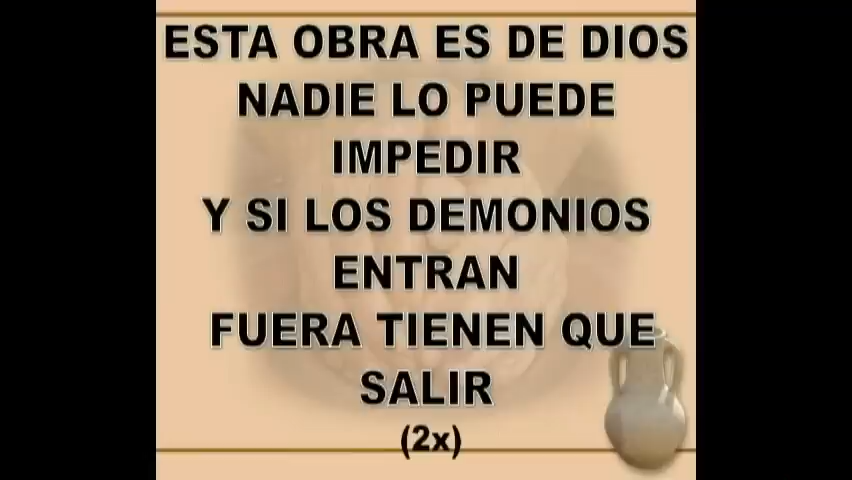 ESTA OBRA ES DE DIOS
NADIE LO PUEDE
IMPEDIR
Y SI LOS DEMONIOS
ENTRAN
FUERA TIENEN QUE
SALIR
(2x)